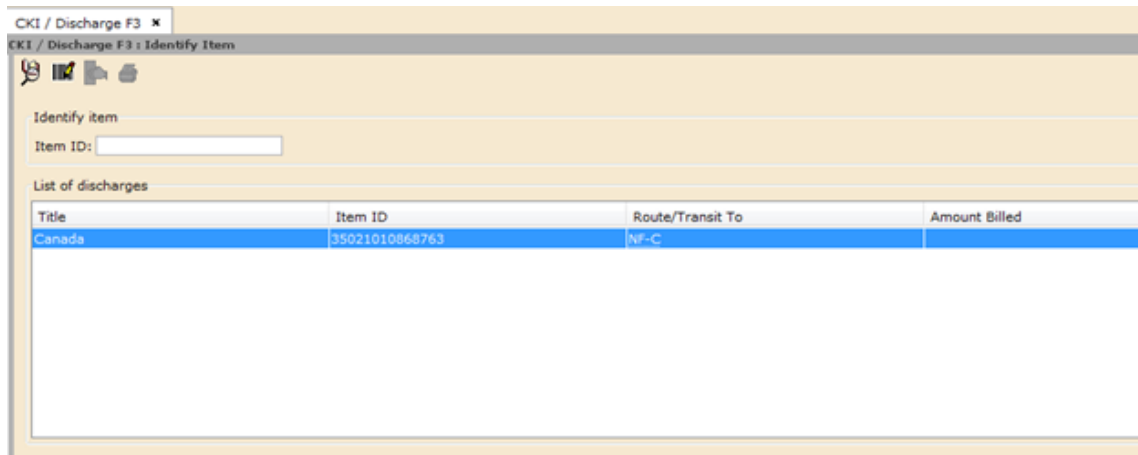 CKI / Discharge F3 ×
CKI / Discharge F3 : Identify Item
Identify item
Item ID:
List of discharges
Title Item ID Route/Transit To Amount Billed
Canada 35021010868763 NF-C